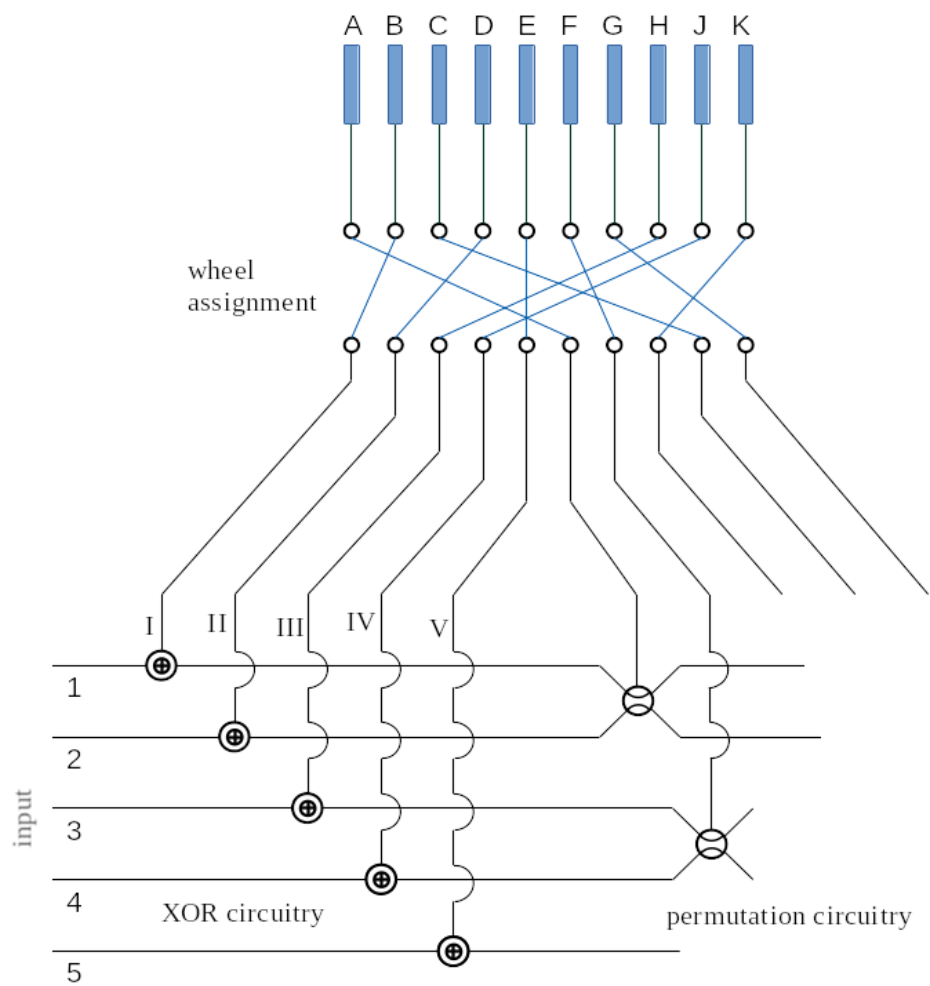 A B C D E F G H J K
wheel
assignment
I II III IV V
1
2
3
4
5
input
XOR circuitry
permutation circuitry